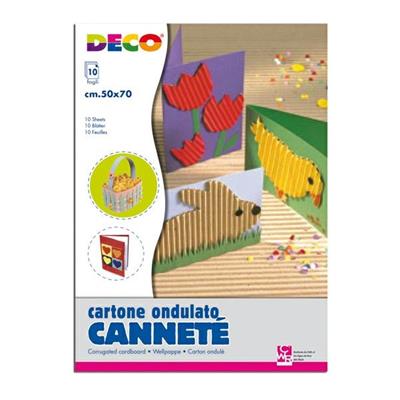 DECO
10
fogli
cm.50x70
10 Sheets
10 Blätter
10 Feuilles
cartone ondulato
CANNETÉ
Corrugated cardboard • Wellpappe • Carton ondulé
CWR